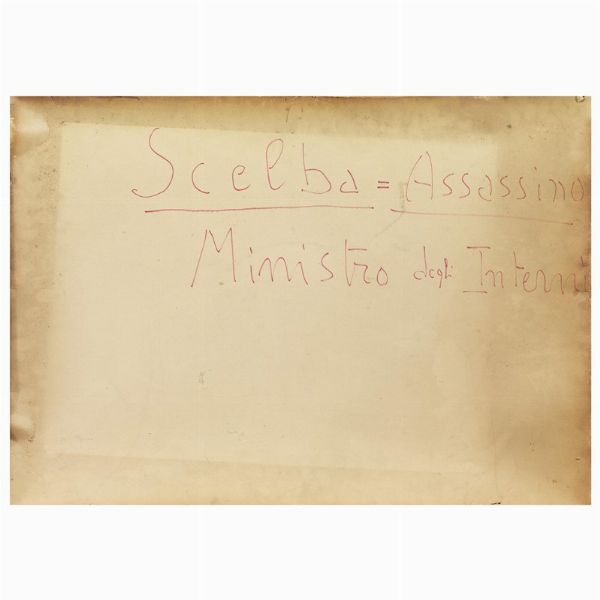 Scelba = Assassino
Ministro degli Interni